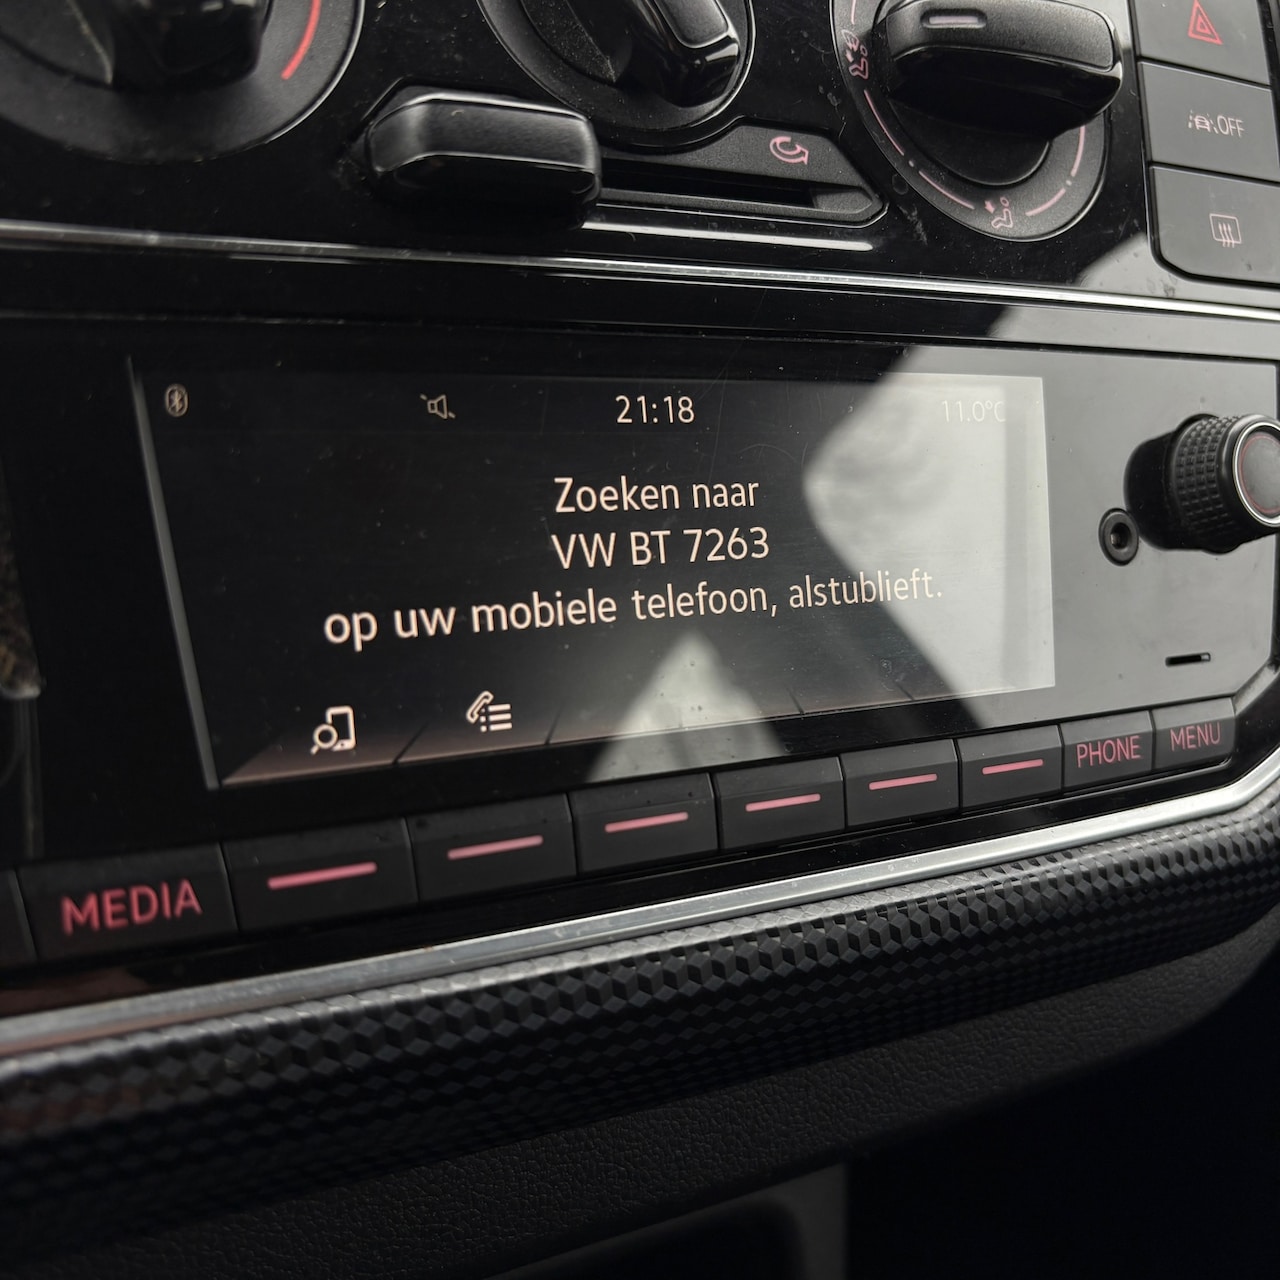 OFF
21:18
11.0°C
Zoeken naar
VW BT 7263
op uw mobiele telefoon, alstublieft.
PHONE
MENU
MEDIA